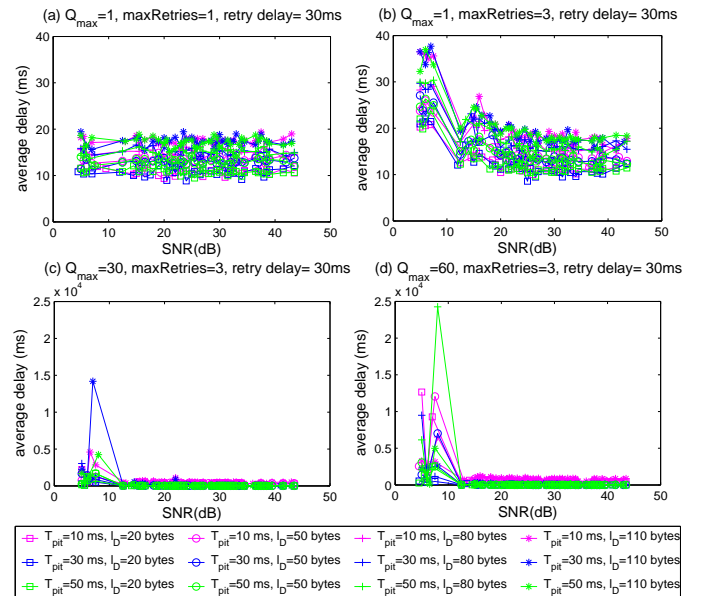 (a) Q_max=1, maxRetries=1, retry delay= 30ms
40
30
20
10
0
average delay (ms)
0 10 20 30 40 50
SNR(dB)
(b) Q_max=1, maxRetries=3, retry delay= 30ms
40
30
20
10
0
average delay (ms)
0 10 20 30 40 50
SNR(dB)
(c) Q_max=30, maxRetries=3, retry delay= 30ms
x 10^4
2.5
2
1.5
1
0.5
0
average delay (ms)
0 10 20 30 40 50
SNR(dB)
(d) Q_max=60, maxRetries=3, retry delay= 30ms
x 10^4
2.5
2
1.5
1
0.5
0
average delay (ms)
0 10 20 30 40 50
SNR(dB)
T_pit=10 ms, l_D=20 bytes T_pit=10 ms, l_D=50 bytes T_pit=10 ms, l_D=80 bytes T_pit=10 ms, l_D=110 bytes
T_pit=30 ms, l_D=20 bytes T_pit=30 ms, l_D=50 bytes T_pit=30 ms, l_D=80 bytes T_pit=30 ms, l_D=110 bytes
T_pit=50 ms, l_D=20 bytes T_pit=50 ms, l_D=50 bytes T_pit=50 ms, l_D=80 bytes T_pit=50 ms, l_D=110 bytes